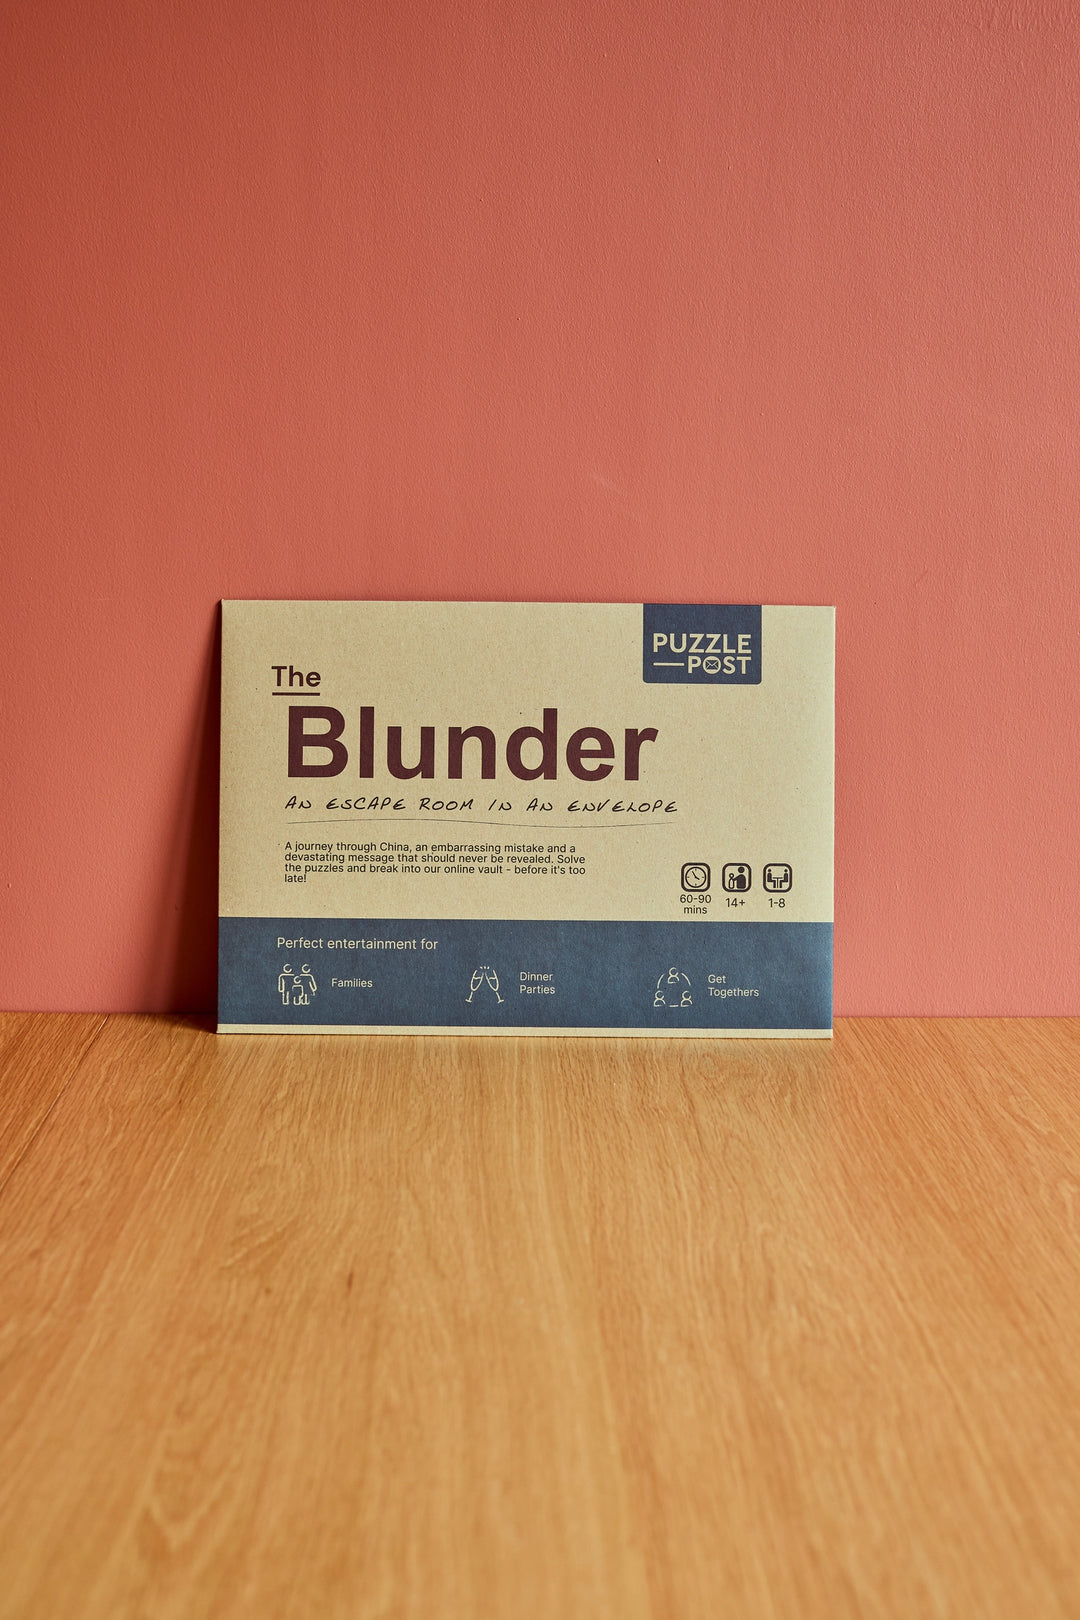 PUZZLE
POST
The
Blunder
AN ESCAPE ROOM IN AN ENVELOPE
A journey through China, an embarrassing mistake and a
devastating message that should never be revealed. Solve
the puzzles and break into our online vault - before it's too
late!
60-90
mins
14+
1-8
Perfect entertainment for
Families
Dinner
Parties
Get
Togethers